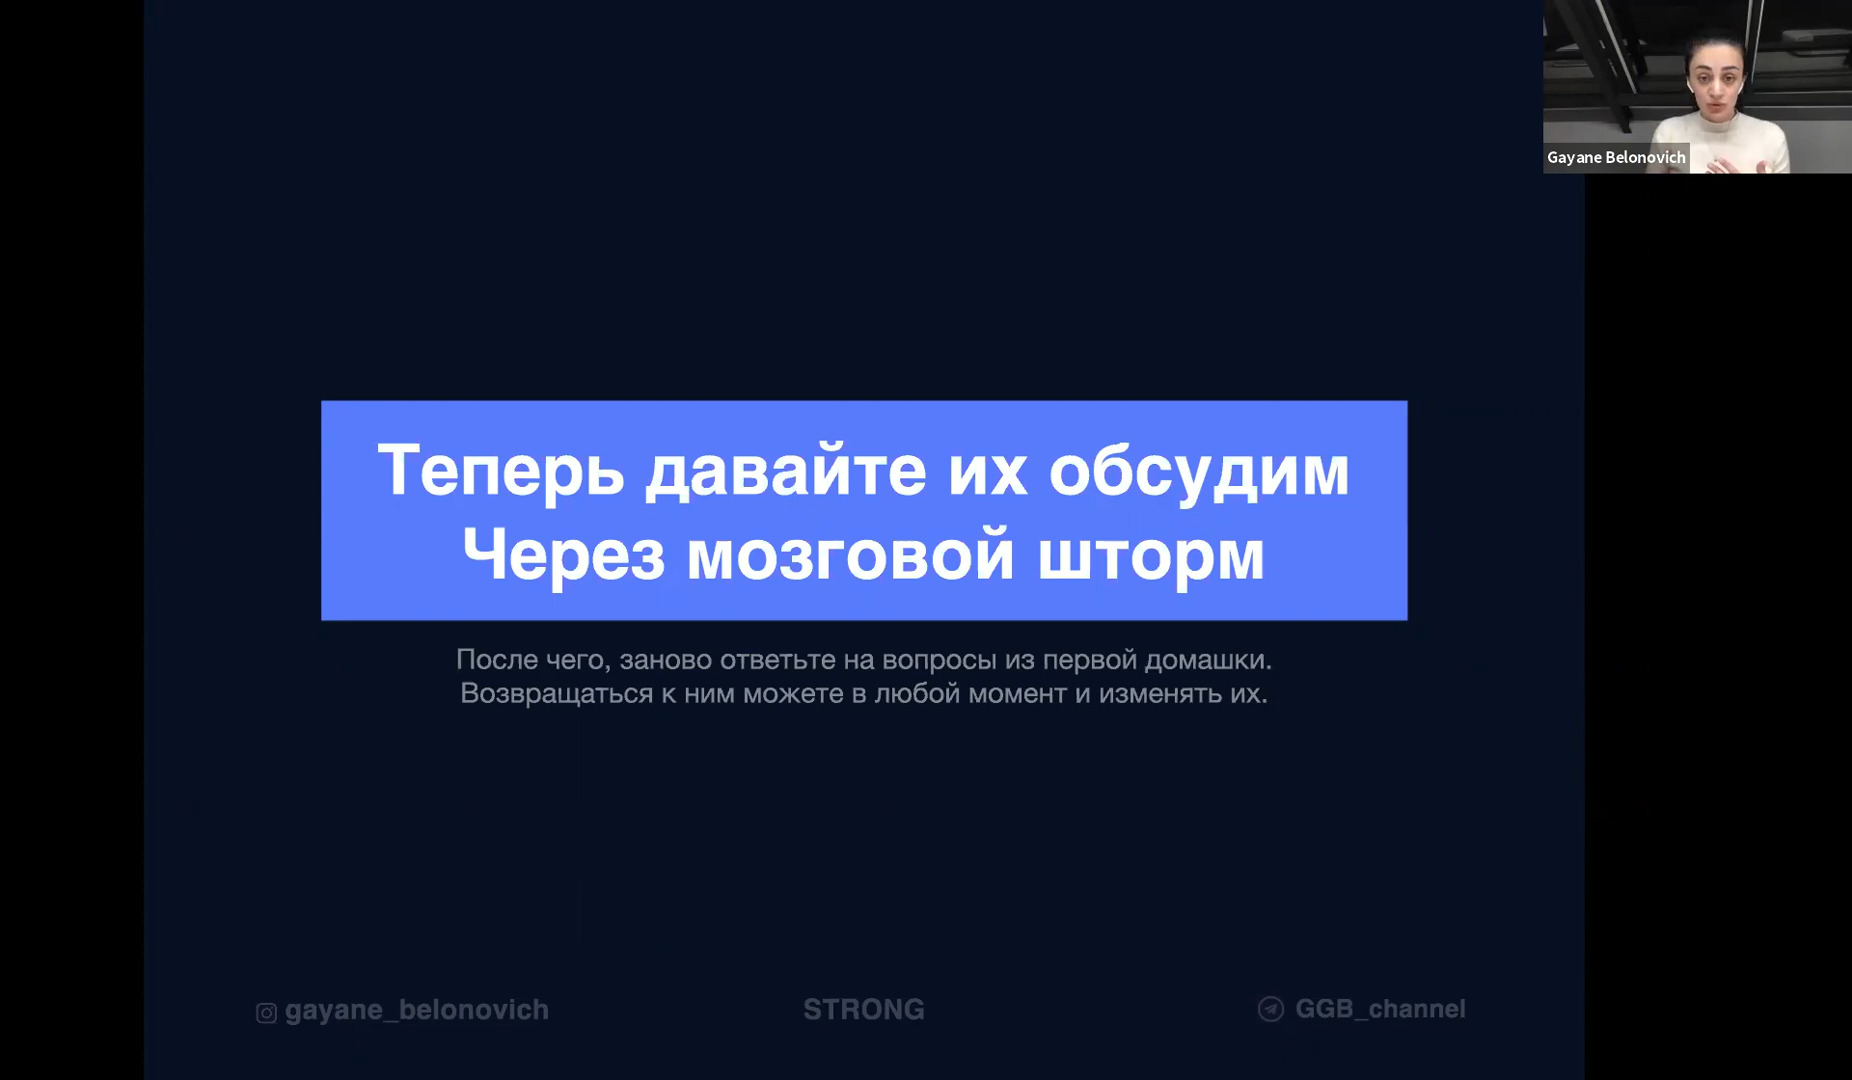 Gayane Belonovich
Теперь давайте их обсудим
Через мозговой шторм
После чего, заново ответьте на вопросы из первой домашки.
Возвращаться к ним можете в любой момент и изменять их.
gayane_belonovich
STRONG
GGB_channel